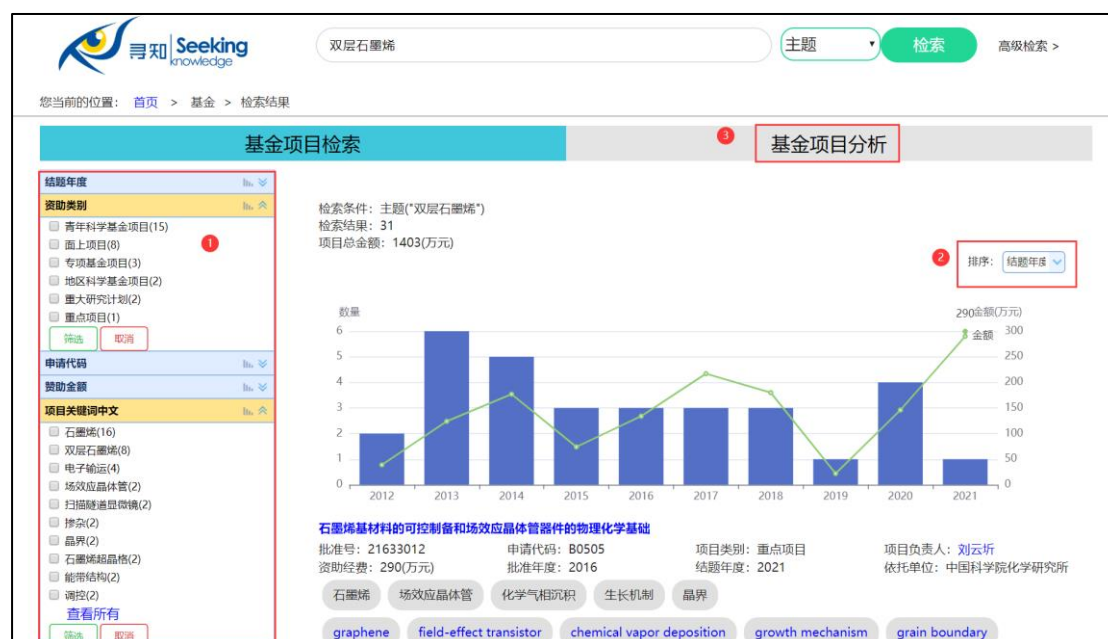 寻知 Seeking knowledge
双层石墨烯 主题 检索 高级检索 >
您当前的位置: 首页 > 基金 > 检索结果
基金项目检索 3 基金项目分析
结题年度
资助类别
青年科学基金项目(15)
面上项目(8)
专项基金项目(3)
地区科学基金项目(2)
重大研究计划(2)
重点项目(1)
筛选 取消
1
申请代码
赞助金额
项目关键词中文
石墨烯(16)
双层石墨烯(8)
电子输运(4)
场效应晶体管(2)
扫描隧道显微镜(2)
掺杂(2)
晶界(2)
石墨烯超晶格(2)
能带结构(2)
调控(2)
查看所有
筛选 取消
检索条件: 主题("双层石墨烯")
检索结果: 31
项目总金额: 1403(万元)
2 排序: 结题年度
数量 290金额(万元)
金额
6 300
5 250
4 200
3 150
2 100
1 50
0 0
2012 2013 2014 2015 2016 2017 2018 2019 2020 2021
石墨烯基材料的可控制备和场效应晶体管器件的物理化学基础
批准号: 21633012 申请代码: B0505 项目类别: 重点项目 项目负责人: 刘云圻
资助经费: 290(万元) 批准年度: 2016 结题年度: 2021 依托单位: 中国科学院化学研究所
石墨烯 场效应晶体管 化学气相沉积 生长机制 晶界
graphene field-effect transistor chemical vapor deposition growth mechanism grain boundary